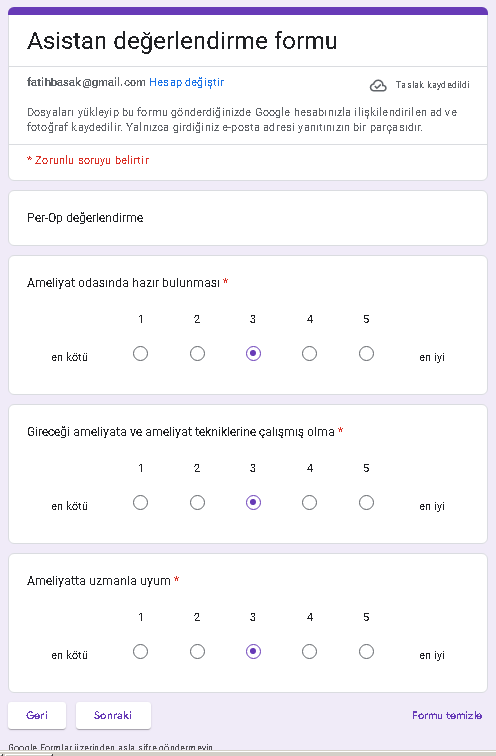 Asistan değerlendirme formu
fatihbasak@gmail.com Hesap değiştir
Taslak kaydedildi
Dosyaları yükleyip bu formu gönderdiğinizde Google hesabınızla ilişkilendirilen ad ve
fotoğraf kaydedilir. Yalnızca girdiğiniz e-posta adresi yanıtınızın bir parçasıdır.
* Zorunlu soruyu belirtir
Per-Op değerlendirme
Ameliyat odasında hazır bulunması *
1 2 3 4 5
en kötü en iyi
Gireceği ameliyata ve ameliyat tekniklerine çalışmış olma *
1 2 3 4 5
en kötü en iyi
Ameliyatta uzmanla uyum *
1 2 3 4 5
en kötü en iyi
Geri Sonraki Formu temizle
Google Formlar üzerinden asla şifre göndermeyin.